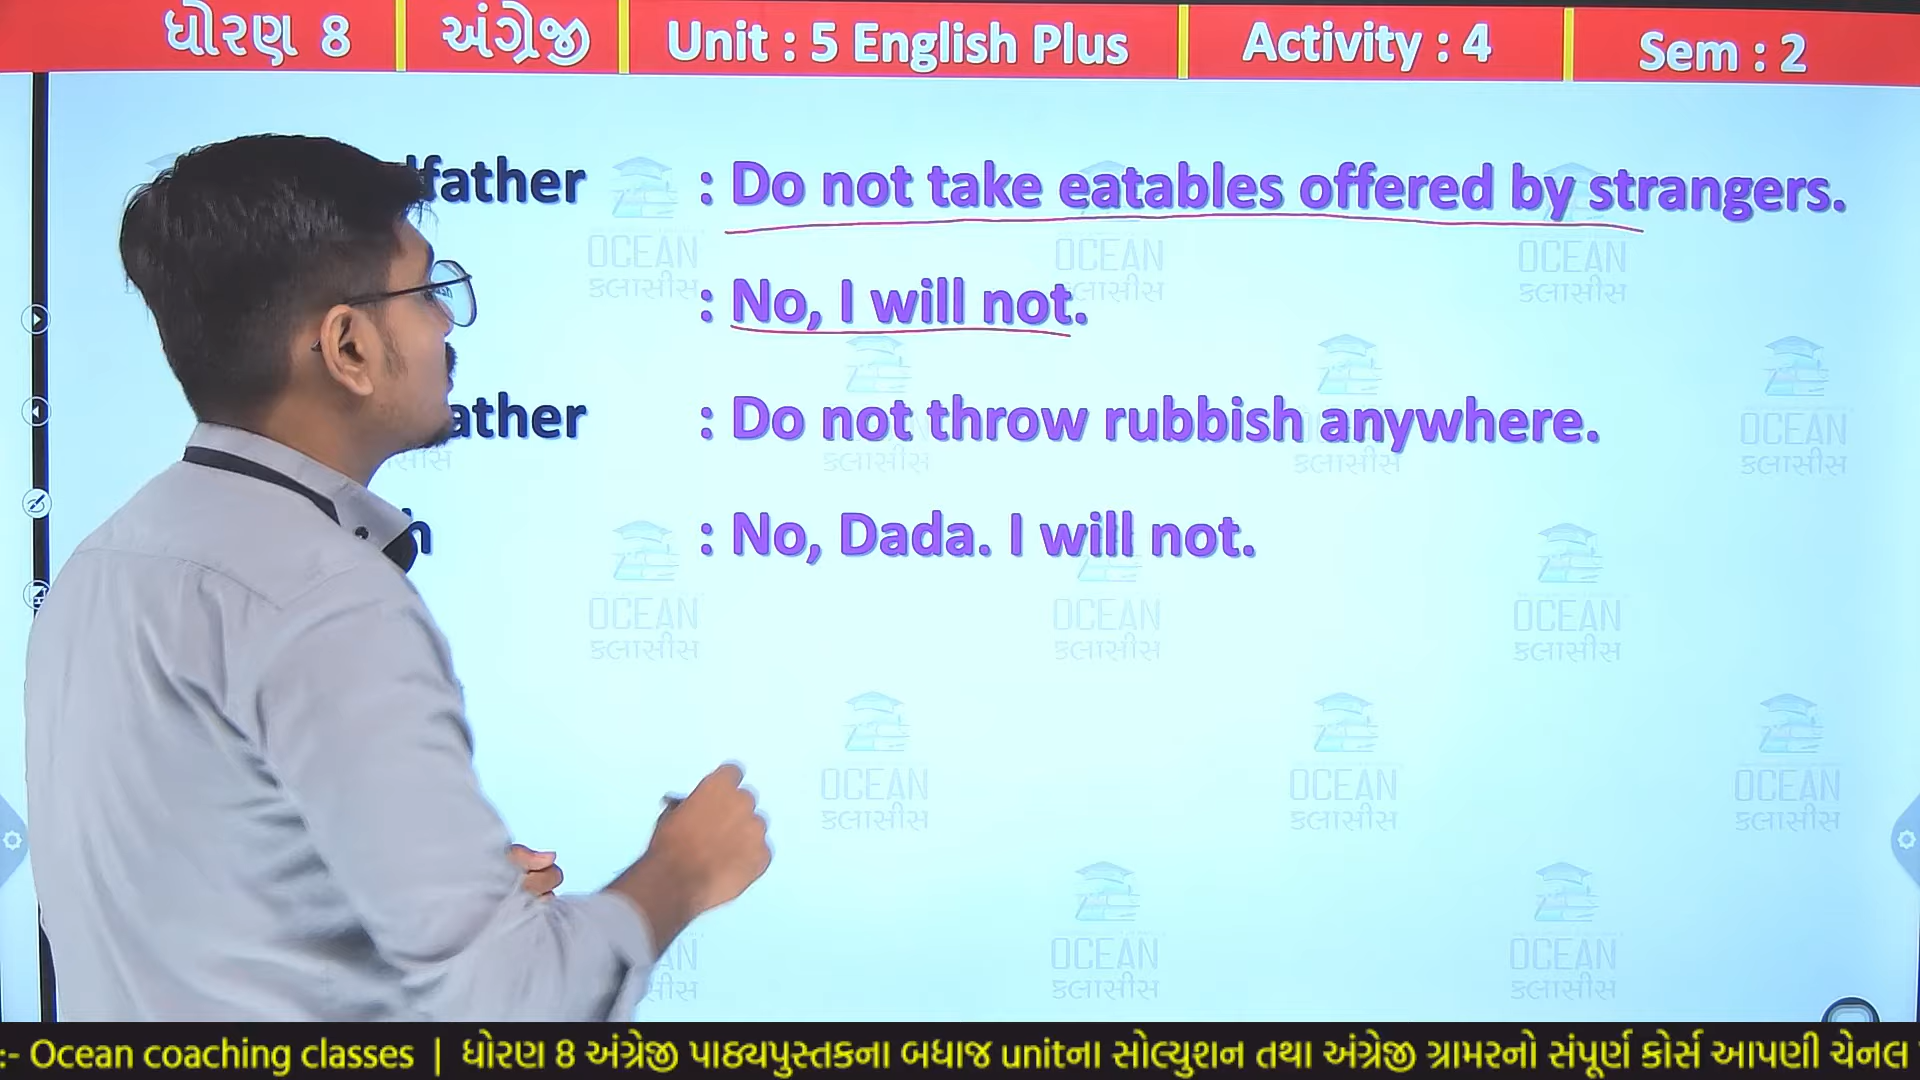 ધોરણ 8 અંગ્રેજી Unit : 5 English Plus Activity : 4 Sem : 2
father : Do not take eatables offered by strangers.
: No, I will not.
ather : Do not throw rubbish anywhere.
h : No, Dada. I will not.
OCEAN
ક્લાસીસ
:- Ocean coaching classes | ધોરણ 8 અંગ્રેજી પાઠ્યપુસ્તકના બધાજ unitના સોલ્યુશન તથા અંગ્રેજી ગ્રામરનો સંપૂર્ણ કોર્સ આપણી ચેનલ